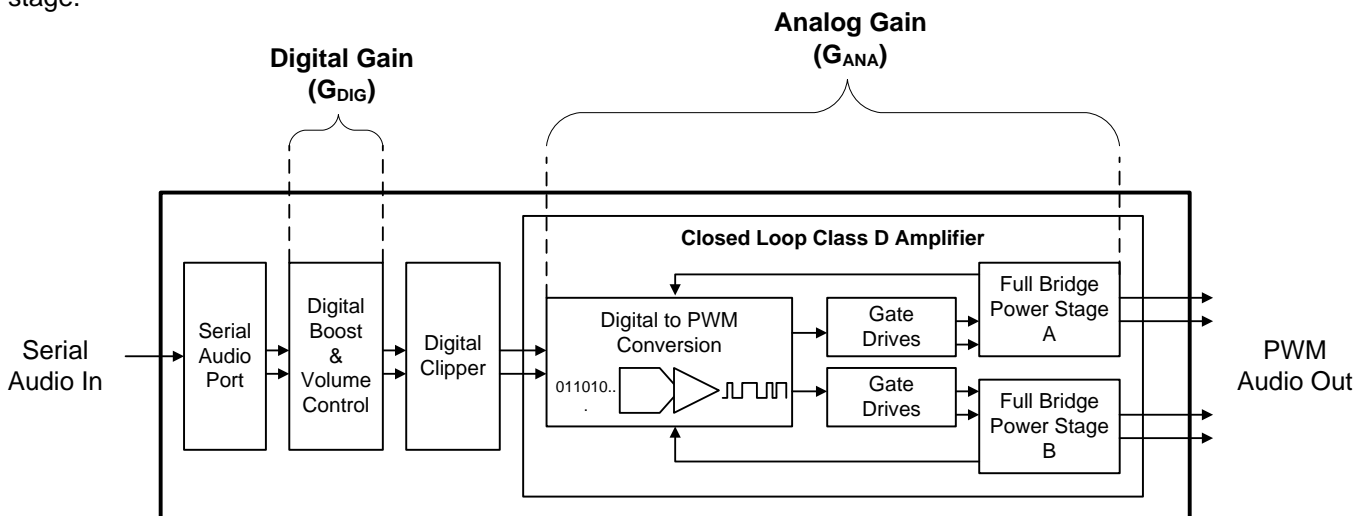 stage.
Analog Gain
(GANA)
Digital Gain
(GDIG)
Closed Loop Class D Amplifier
Serial
Audio In
Serial
Audio
Port
Digital
Boost
&
Volume
Control
Digital
Clipper
Digital to PWM
Conversion
011010..
.
Gate
Drives
Gate
Drives
Full Bridge
Power Stage
A
Full Bridge
Power Stage
B
PWM
Audio Out